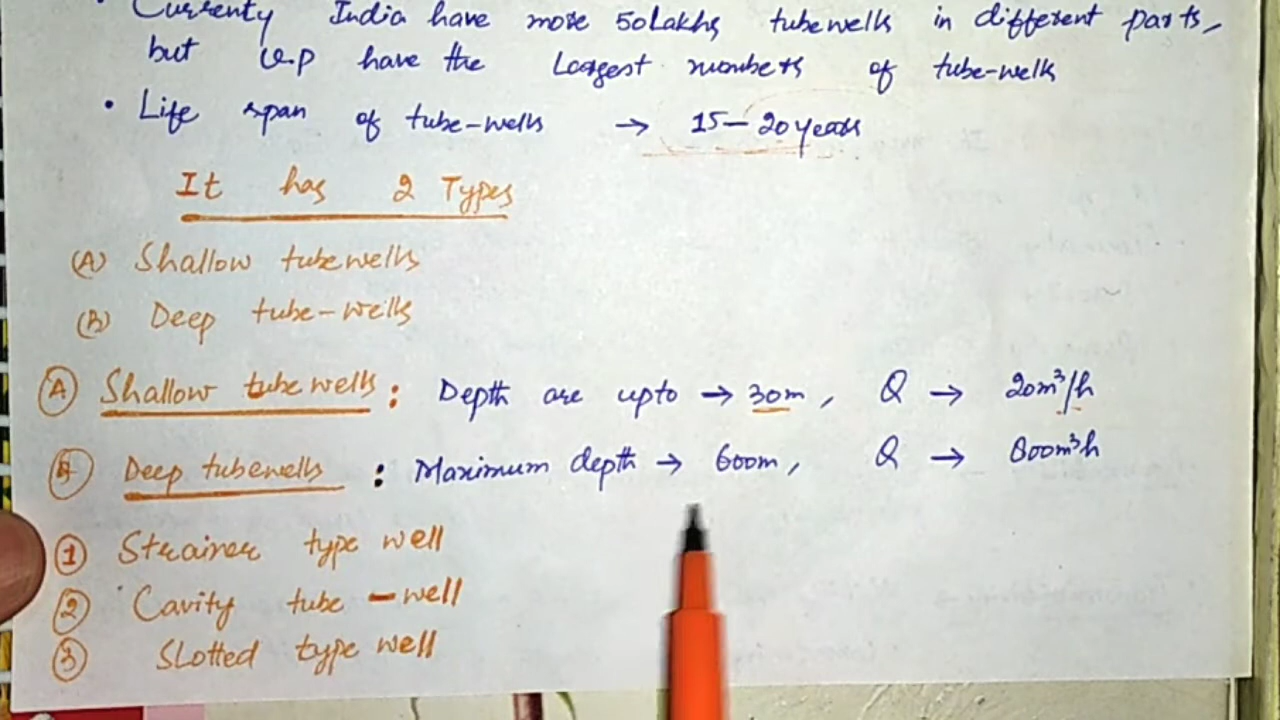 • Currenty India have more 50 Lakhs tubewells in different parts,
but U.P have the Largest numbers of tube-wells
• Life span of tube-wells → 15–20 years
It has 2 Types
(A) Shallow tubewells
(B) Deep tube-wells
(A) Shallow tubewells : Depth are upto → 30m, Q → 20m³/h
(B) Deep tubewells : Maximum depth → 600m, Q → 800m³h
(1) Strainer type well
(2) Cavity tube - well
(3) Slotted type well